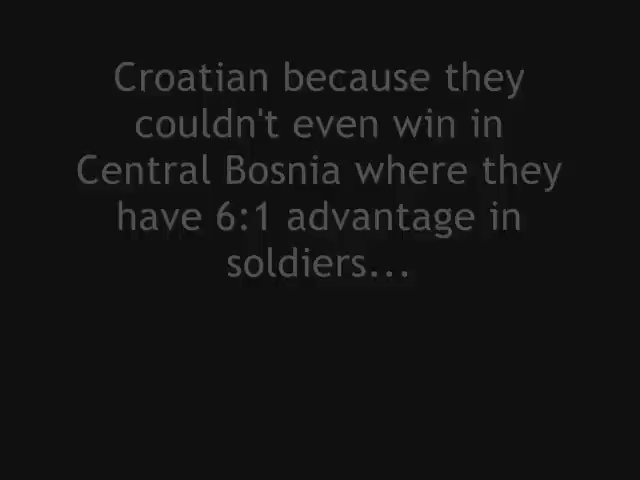 Croatian because they
couldn't even win in
Central Bosnia where they
have 6:1 advantage in
soldiers...